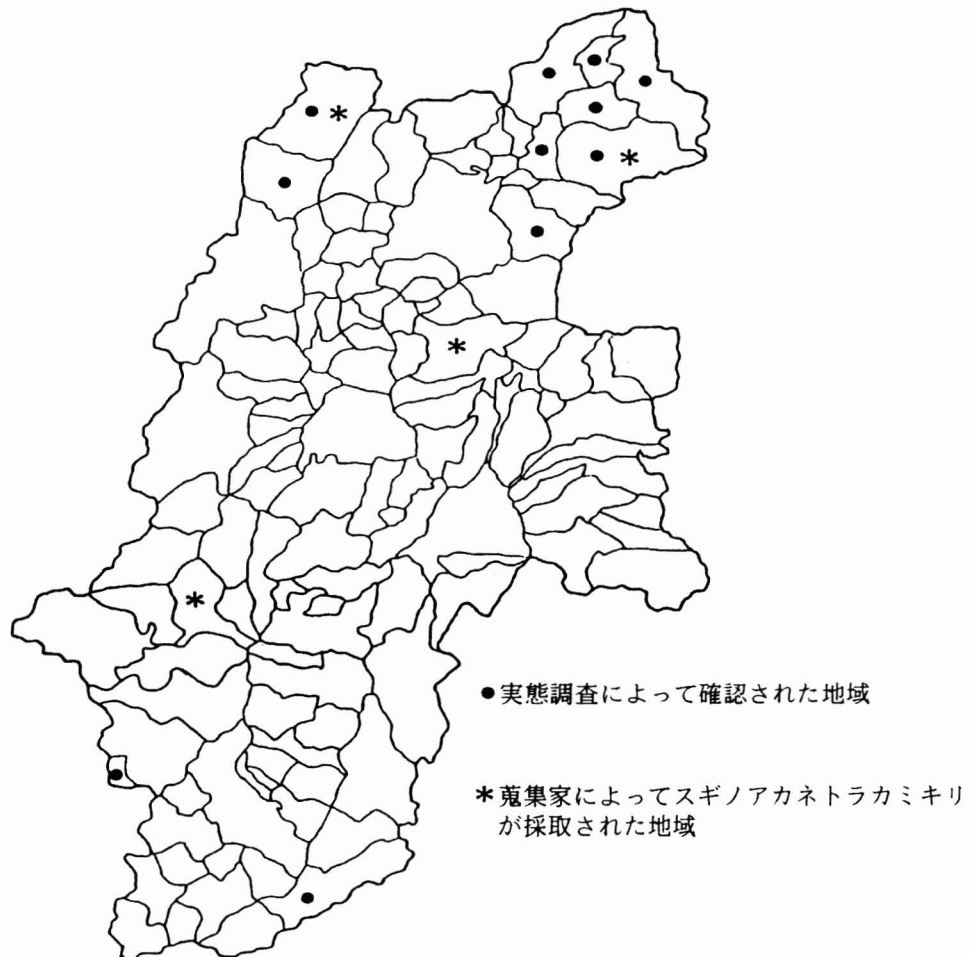 ●実態調査によって確認された地域
*蒐集家によってスギノアカネトラカミキリ
が採取された地域